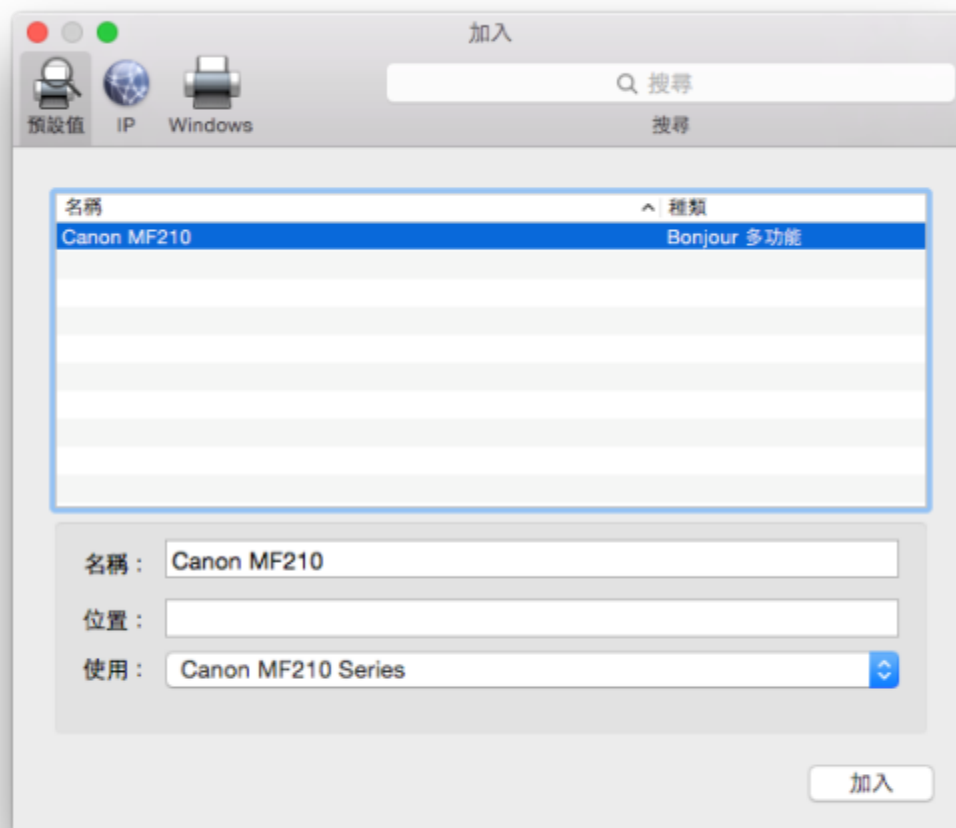 加入
搜尋
預設值 IP Windows 搜尋
名稱 種類
Canon MF210 Bonjour 多功能
名稱： Canon MF210
位置：
使用： Canon MF210 Series
加入